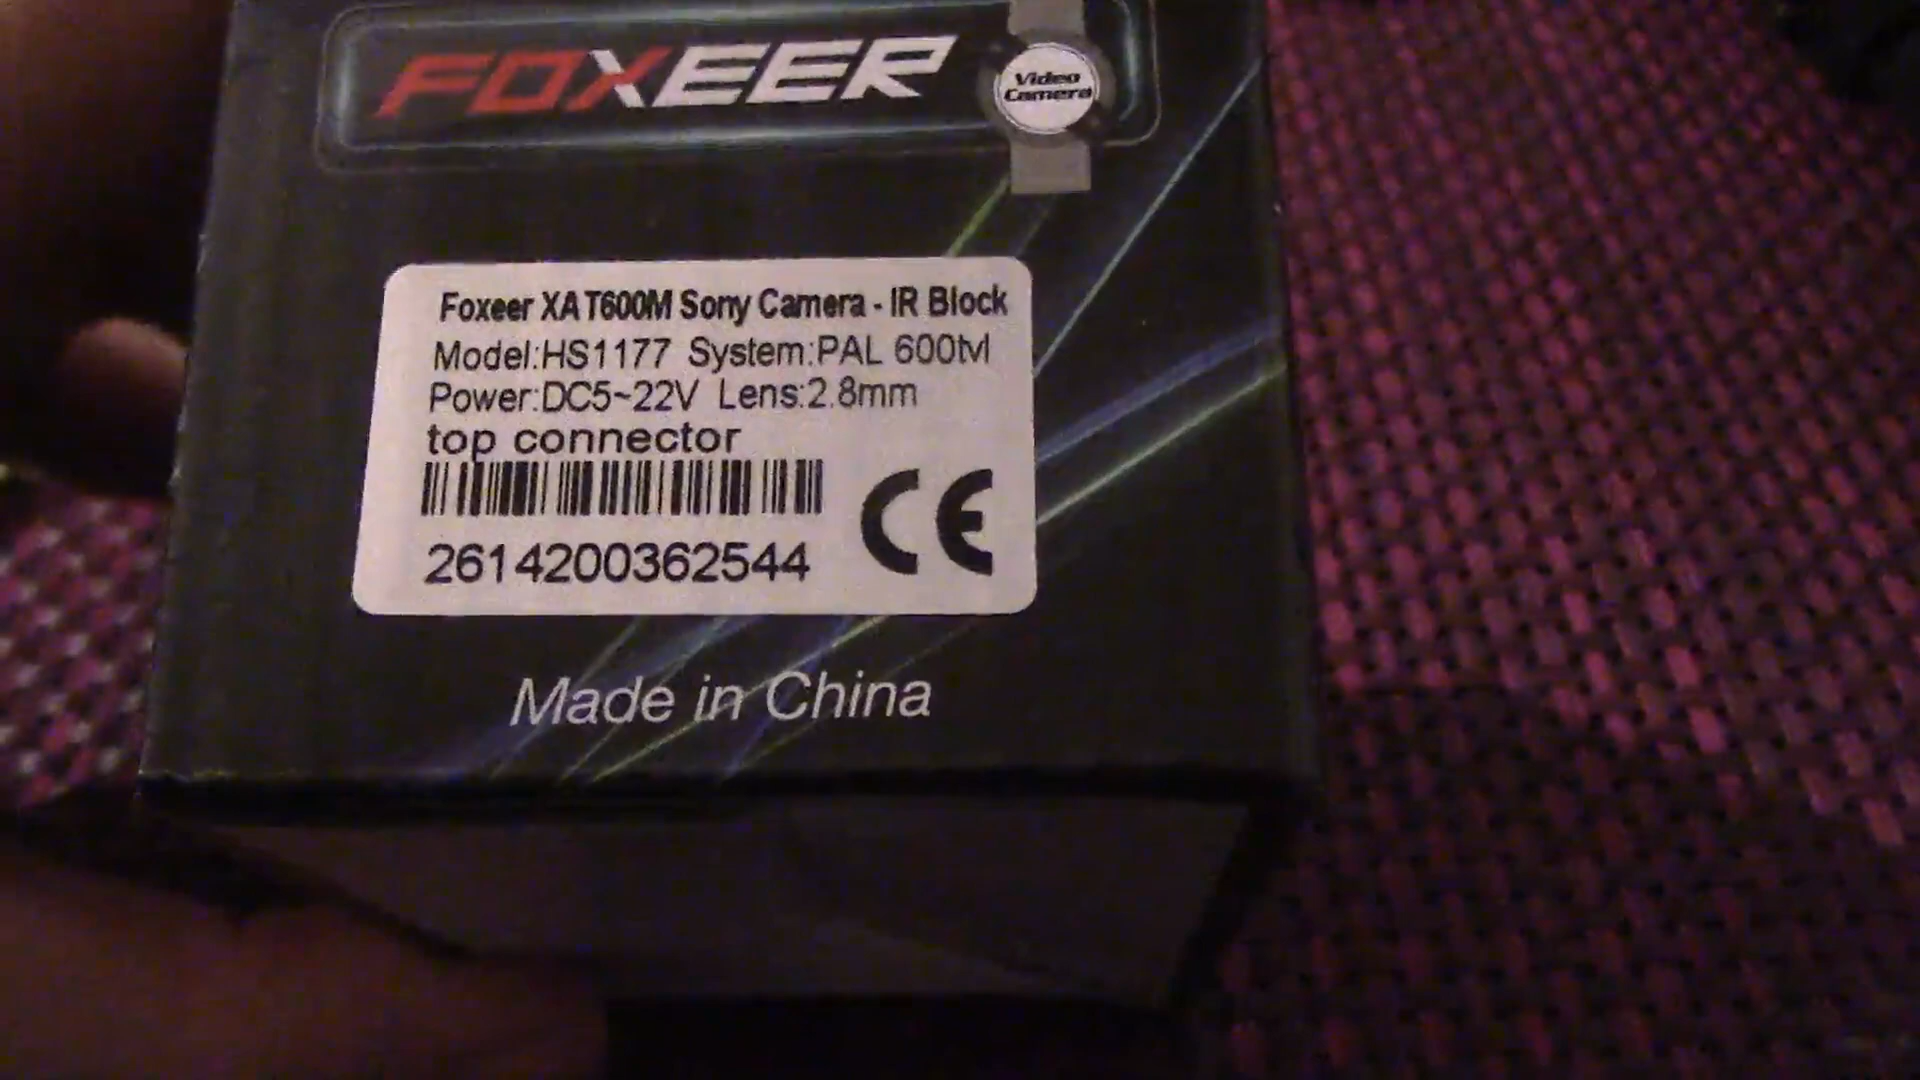 FOXEER
Video
Camera
Foxeer XAT600M Sony Camera - IR Block
Model:HS1177 System:PAL 600M
Power:DC5~22V Lens:2.8mm
top connector
2614200362544
CE
Made in China